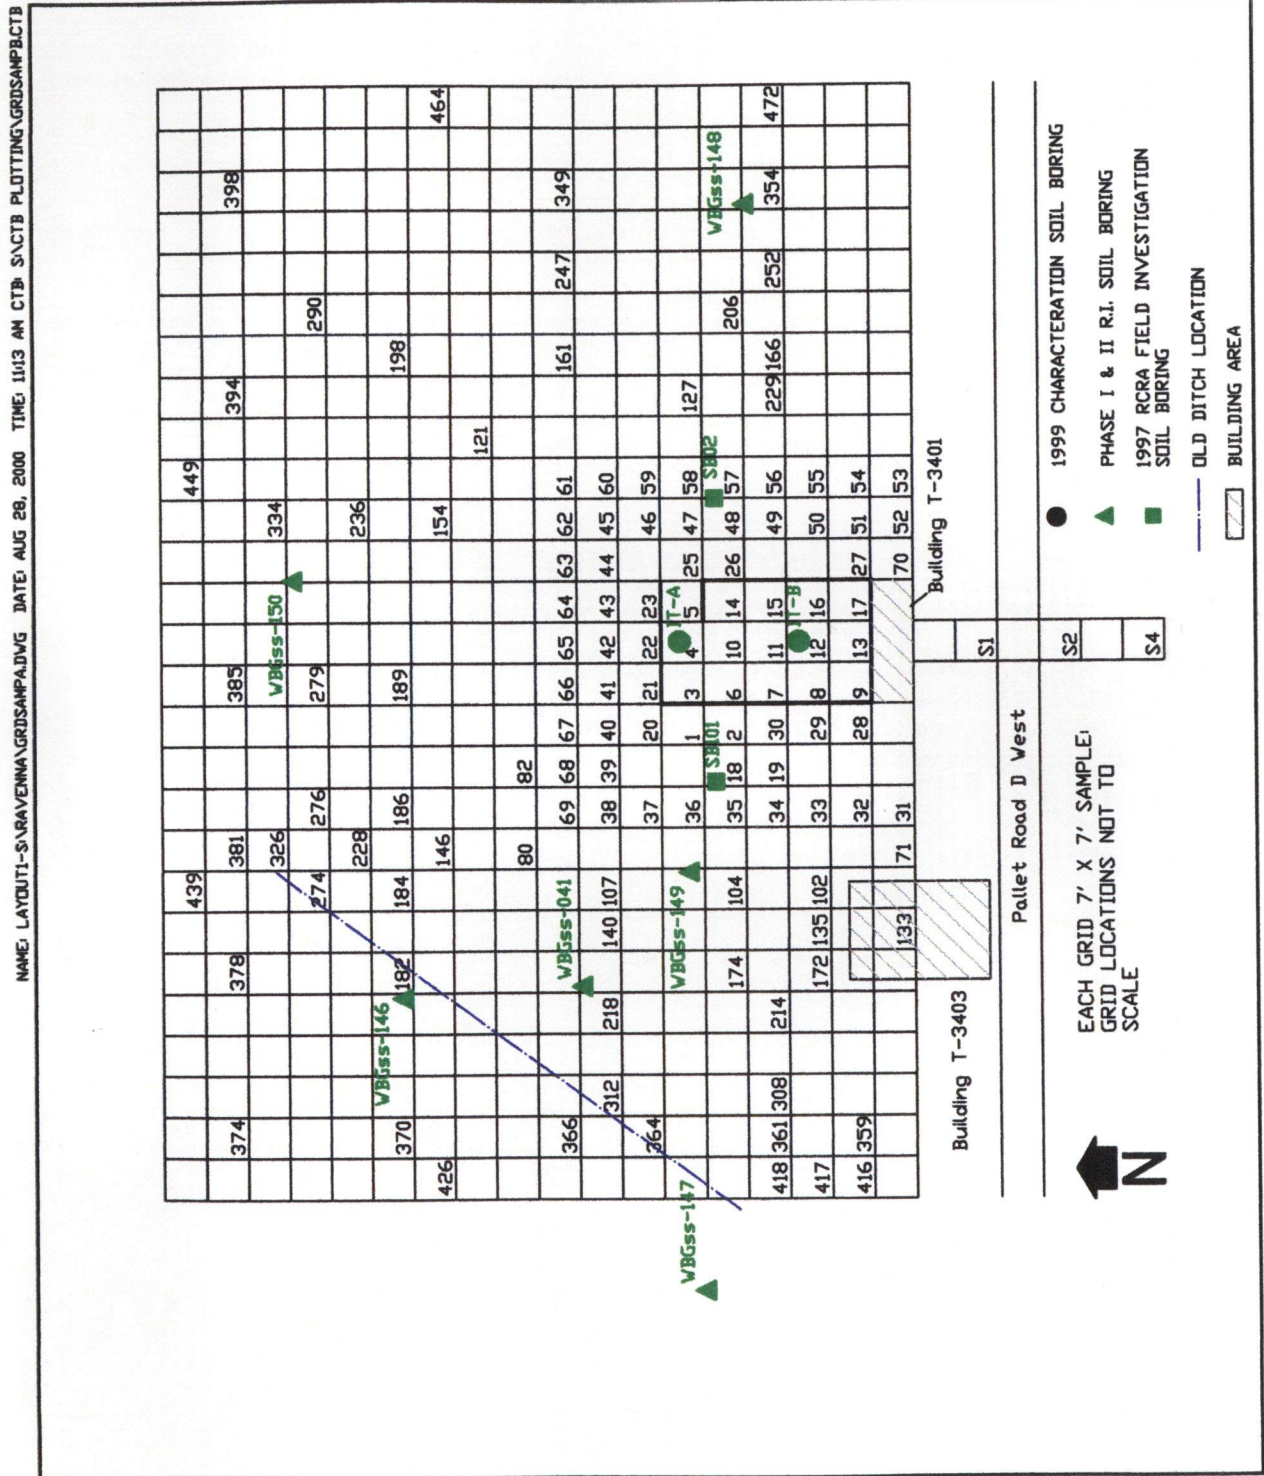 NAME: LAYOUT1-S:\RAVENNA\GRDSAMPA.DWG DATE: AUG 28, 2000 TIME: 11:13 AM CTB: S:\CTB PLOTTING\GRDSAMPB.CTB
439 449
374 378 381 385 394 398
326 334
WBGss-150
274 276 279 290
228 236
WBGss-146
370 182 184 186 189 198
426 146 154 464
121
80 82
WBGss-041
366 69 68 67 66 65 64 63 62 61 161 247 349
312 218 140 107 38 39 40 41 42 43 44 45 60
364 37 20 21 22 23 46 59
IT-A
WBGss-147 WBGss-149 36 1 3 4 5 25 47 58 127
SB101 SB02 WBGss-148
174 104 35 18 2 6 10 14 26 48 57 206
418 361 308 214 34 19 30 7 11 15 49 56 229 166 252 354 472
IT-B
417 172 135 102 33 29 8 12 16 50 55
416 359 32 28 9 13 17 27 51 54
133 71 31 70 52 53
Building T-3401
Building T-3403
S1
Pallet Road D West
S2
S4
N
EACH GRID 7' X 7' SAMPLE:
GRID LOCATIONS NOT TO
SCALE
1999 CHARACTERATION SOIL BORING
PHASE I & II R.I. SOIL BORING
1997 RCRA FIELD INVESTIGATION
SOIL BORING
OLD DITCH LOCATION
BUILDING AREA